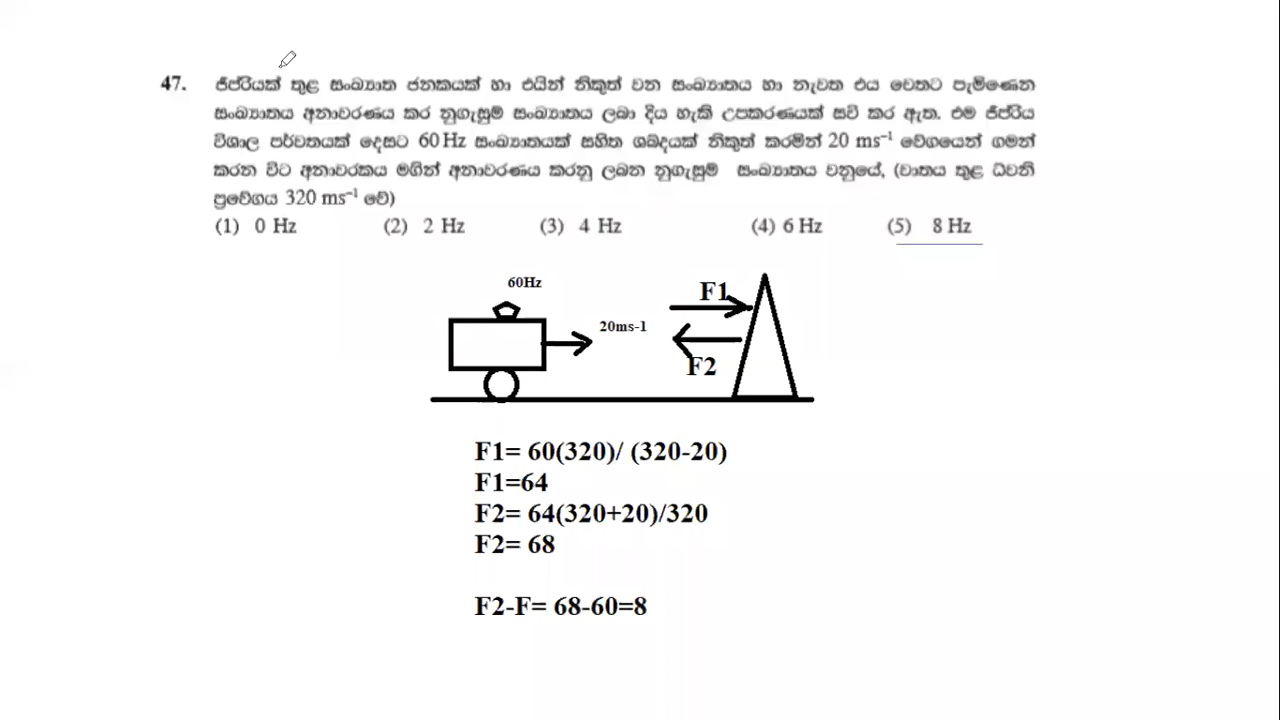 47. ජීප්රියක් තුළ සංඛ්‍යාත ජනකයක් හා එයින් නිකුත් වන සංඛ්‍යාතය හා නැවත එය වෙතට පැමිණෙන
සංඛ්‍යාතය අනාවරණය කර නුගැසුම් සංඛ්‍යාතය ලබා දිය හැකි උපකරණයක් සවි කර ඇත. එම ජීප්රිය
විශාල පර්වතයක් දෙසට 60 Hz සංඛ්‍යාතයක් සහිත ශබ්දයක් නිකුත් කරමින් 20 ms⁻¹ වේගයෙන් ගමන්
කරන විට අනාවරකය මගින් අනාවරණය කරනු ලබන නුගැසුම් සංඛ්‍යාතය වනුයේ, (වාතය තුළ ධ්වනි
ප්‍රවේගය 320 ms⁻¹ වේ)
(1) 0 Hz (2) 2 Hz (3) 4 Hz (4) 6 Hz (5) 8 Hz
60Hz
20ms-1
F1
F2
F1= 60(320)/ (320-20)
F1=64
F2= 64(320+20)/320
F2= 68
F2-F= 68-60=8